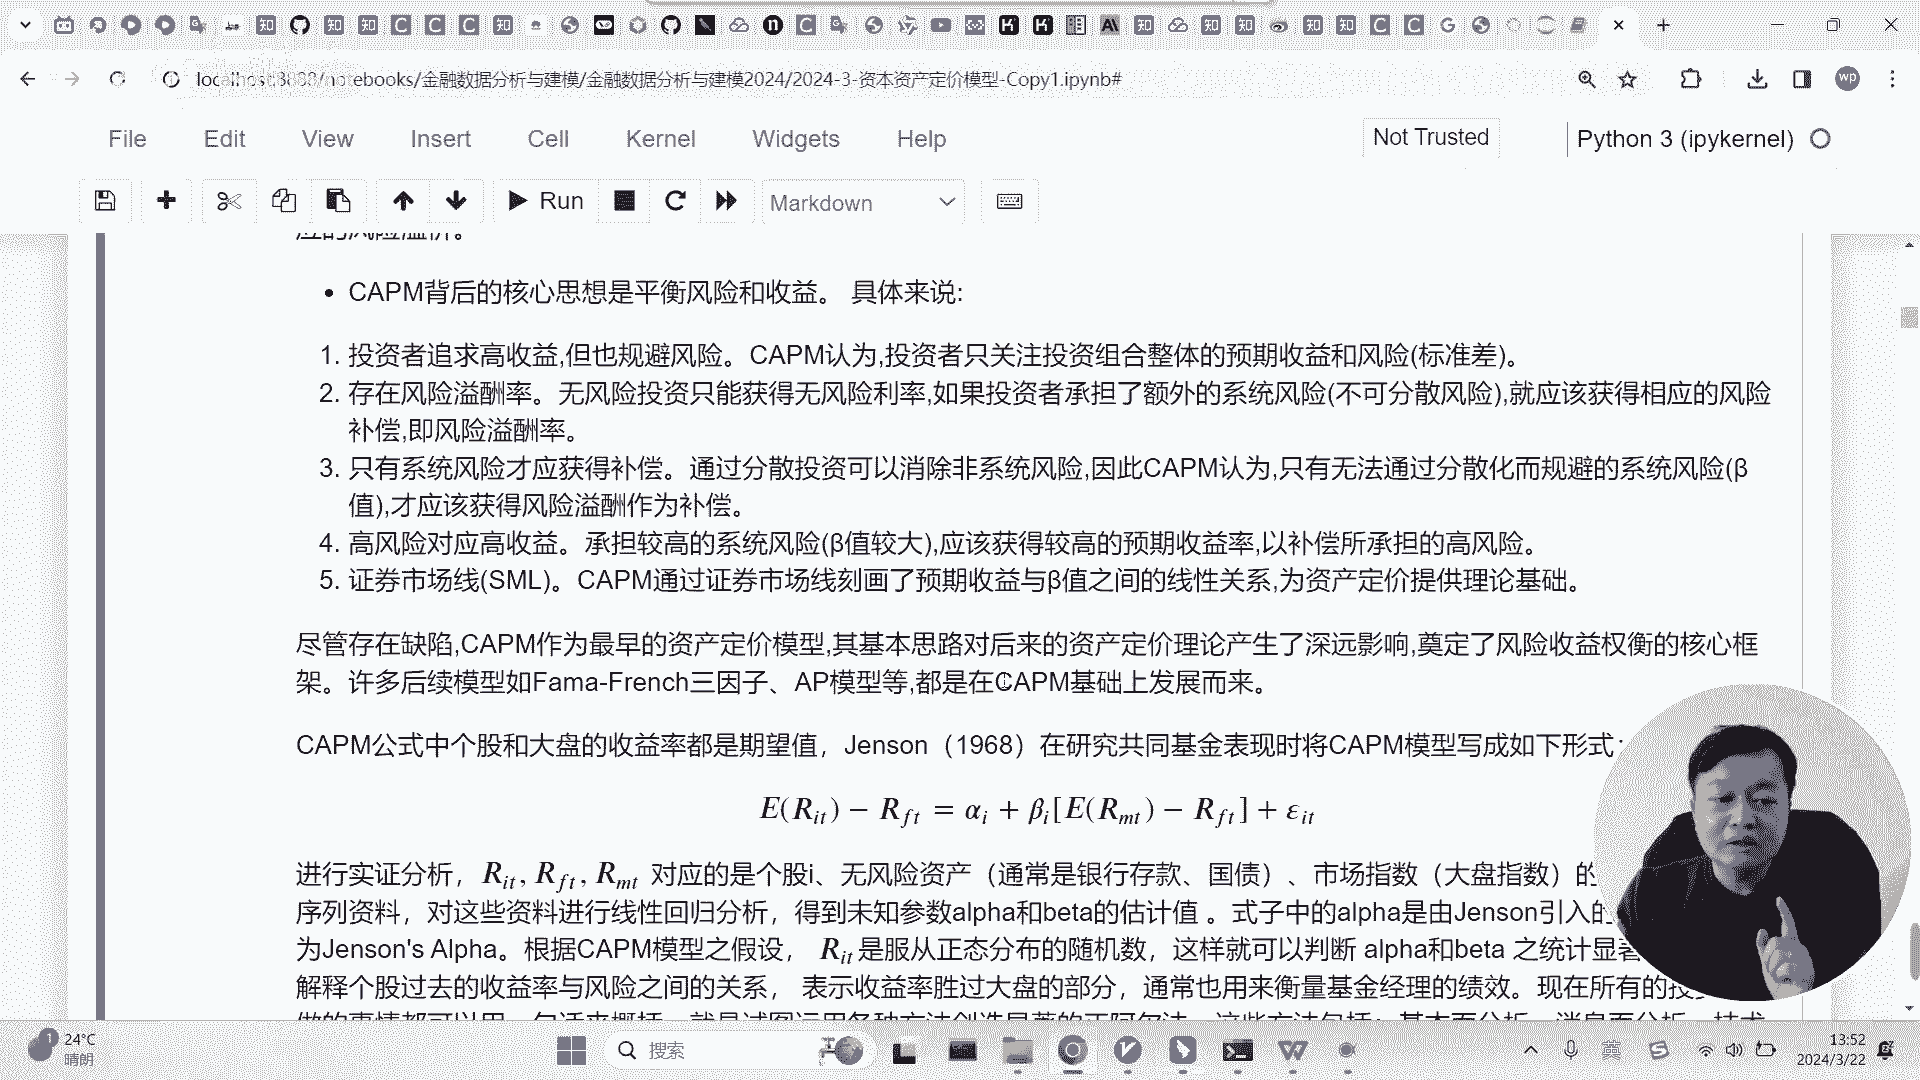 localhost:8888/notebooks/金融数据分析与建模/金融数据分析与建模2024/2024-3-资本资产定价模型-Copy1.ipynb#
wp
File Edit View Insert Cell Kernel Widgets Help
Not Trusted
Python 3 (ipykernel)
Run
Markdown
• CAPM背后的核心思想是平衡风险和收益。 具体来说:
1. 投资者追求高收益,但也规避风险。CAPM认为,投资者只关注投资组合整体的预期收益和风险(标准差)。
2. 存在风险溢酬率。无风险投资只能获得无风险利率,如果投资者承担了额外的系统风险(不可分散风险),就应该获得相应的风险
补偿,即风险溢酬率。
3. 只有系统风险才应获得补偿。通过分散投资可以消除非系统风险,因此CAPM认为,只有无法通过分散化而规避的系统风险(β
值),才应该获得风险溢酬作为补偿。
4. 高风险对应高收益。承担较高的系统风险(β值较大),应该获得较高的预期收益率,以补偿所承担的高风险。
5. 证券市场线(SML)。CAPM通过证券市场线刻画了预期收益与β值之间的线性关系,为资产定价提供理论基础。
尽管存在缺陷,CAPM作为最早的资产定价模型,其基本思路对后来的资产定价理论产生了深远影响,奠定了风险收益权衡的核心框
架。许多后续模型如Fama-French三因子、AP模型等,都是在CAPM基础上发展而来。
CAPM公式中个股和大盘的收益率都是期望值，Jenson（1968）在研究共同基金表现时将CAPM模型写成如下形式：
E(R_it) − R_ft = α_i + β_i[E(R_mt) − R_ft] + ε_it
进行实证分析，R_it, R_ft, R_mt 对应的是个股i、无风险资产（通常是银行存款、国债）、市场指数（大盘指数）的
序列资料，对这些资料进行线性回归分析，得到未知参数alpha和beta的估计值 。式子中的alpha是由Jenson引入的
为Jenson's Alpha。根据CAPM模型之假设， R_it 是服从正态分布的随机数，这样就可以判断 alpha和beta 之统计显著
解释个股过去的收益率与风险之间的关系， 表示收益率胜过大盘的部分，通常也用来衡量基金经理的绩效。现在所有的投
1
24°C
晴朗
搜索
英
13:52
2024/3/22